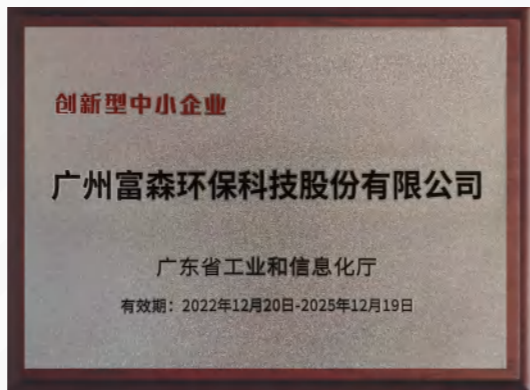 创新型中小企业
广州富森环保科技股份有限公司
广东省工业和信息化厅
有效期：2022年12月20日-2025年12月19日